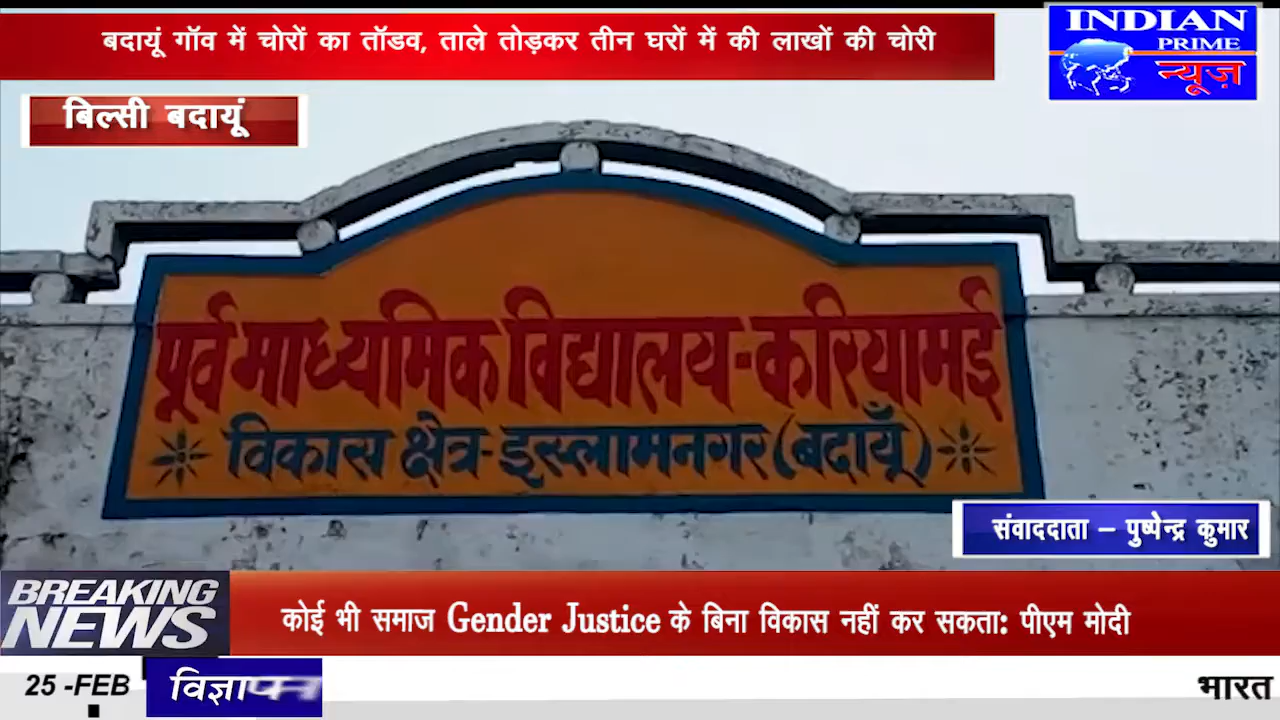 बदायूं गॉव में चोरों का तॉडव, ताले तोड़कर तीन घरों में की लाखों की चोरी
INDIAN
PRIME
न्यूज़
बिल्सी बदायूं
पूर्व माध्यमिक विद्यालय-करियामई
विकास क्षेत्र-इस्लामनगर (बदायूँ)
संवाददाता – पुष्पेन्द्र कुमार
BREAKING
NEWS
कोई भी समाज Gender Justice के बिना विकास नहीं कर सकता: पीएम मोदी
25 -FEB
विज्ञापन
भारत